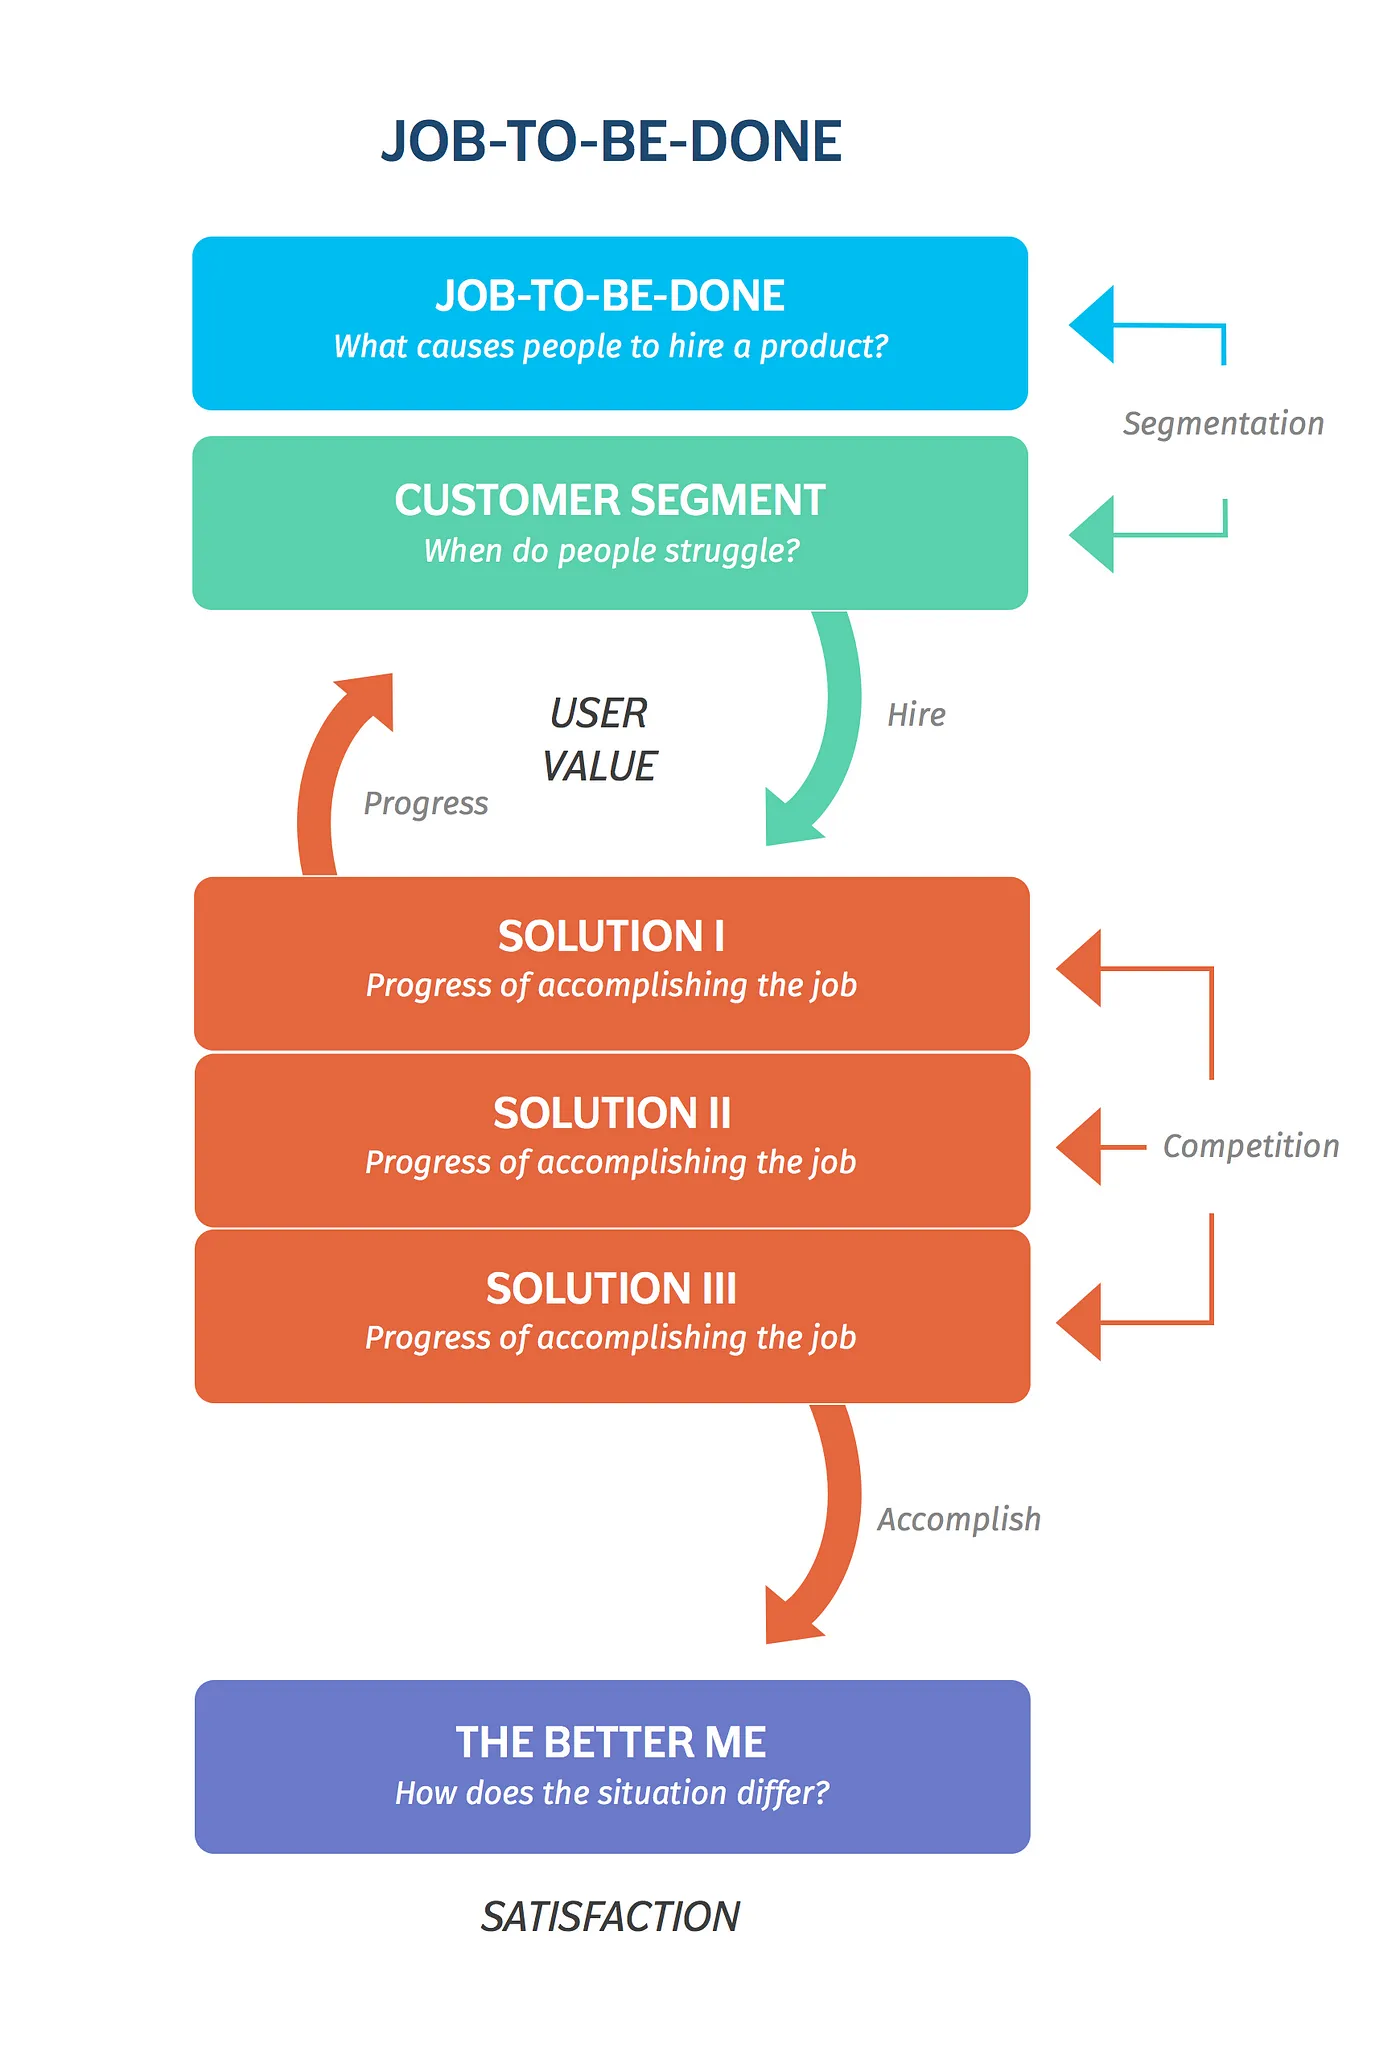 JOB-TO-BE-DONE
JOB-TO-BE-DONE
What causes people to hire a product?
Segmentation
CUSTOMER SEGMENT
When do people struggle?
USER
VALUE
Hire
Progress
SOLUTION I
Progress of accomplishing the job
SOLUTION II
Progress of accomplishing the job
Competition
SOLUTION III
Progress of accomplishing the job
Accomplish
THE BETTER ME
How does the situation differ?
SATISFACTION